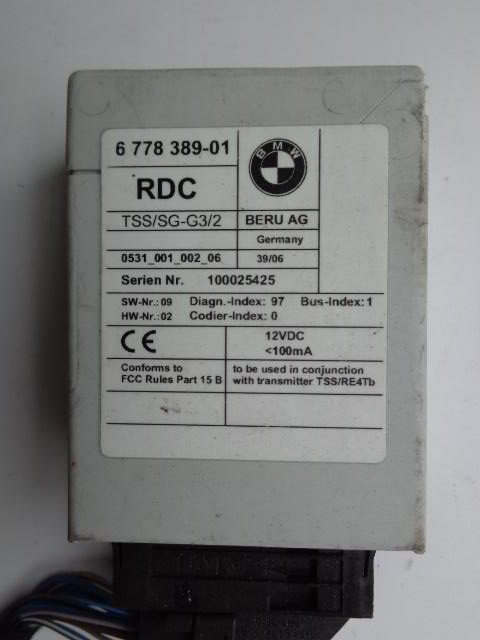 6 778 389-01
BMW
RDC
TSS/SG-G3/2
BERU AG
Germany
0531_001_002_06
39/06
Serien Nr. 100025425
SW-Nr.: 09 Diagn.-Index: 97 Bus-Index: 1
HW-Nr.: 02 Codier-Index: 0
CE
12VDC
<100mA
Conforms to
FCC Rules Part 15 B
to be used in conjunction
with transmitter TSS/RE4Tb